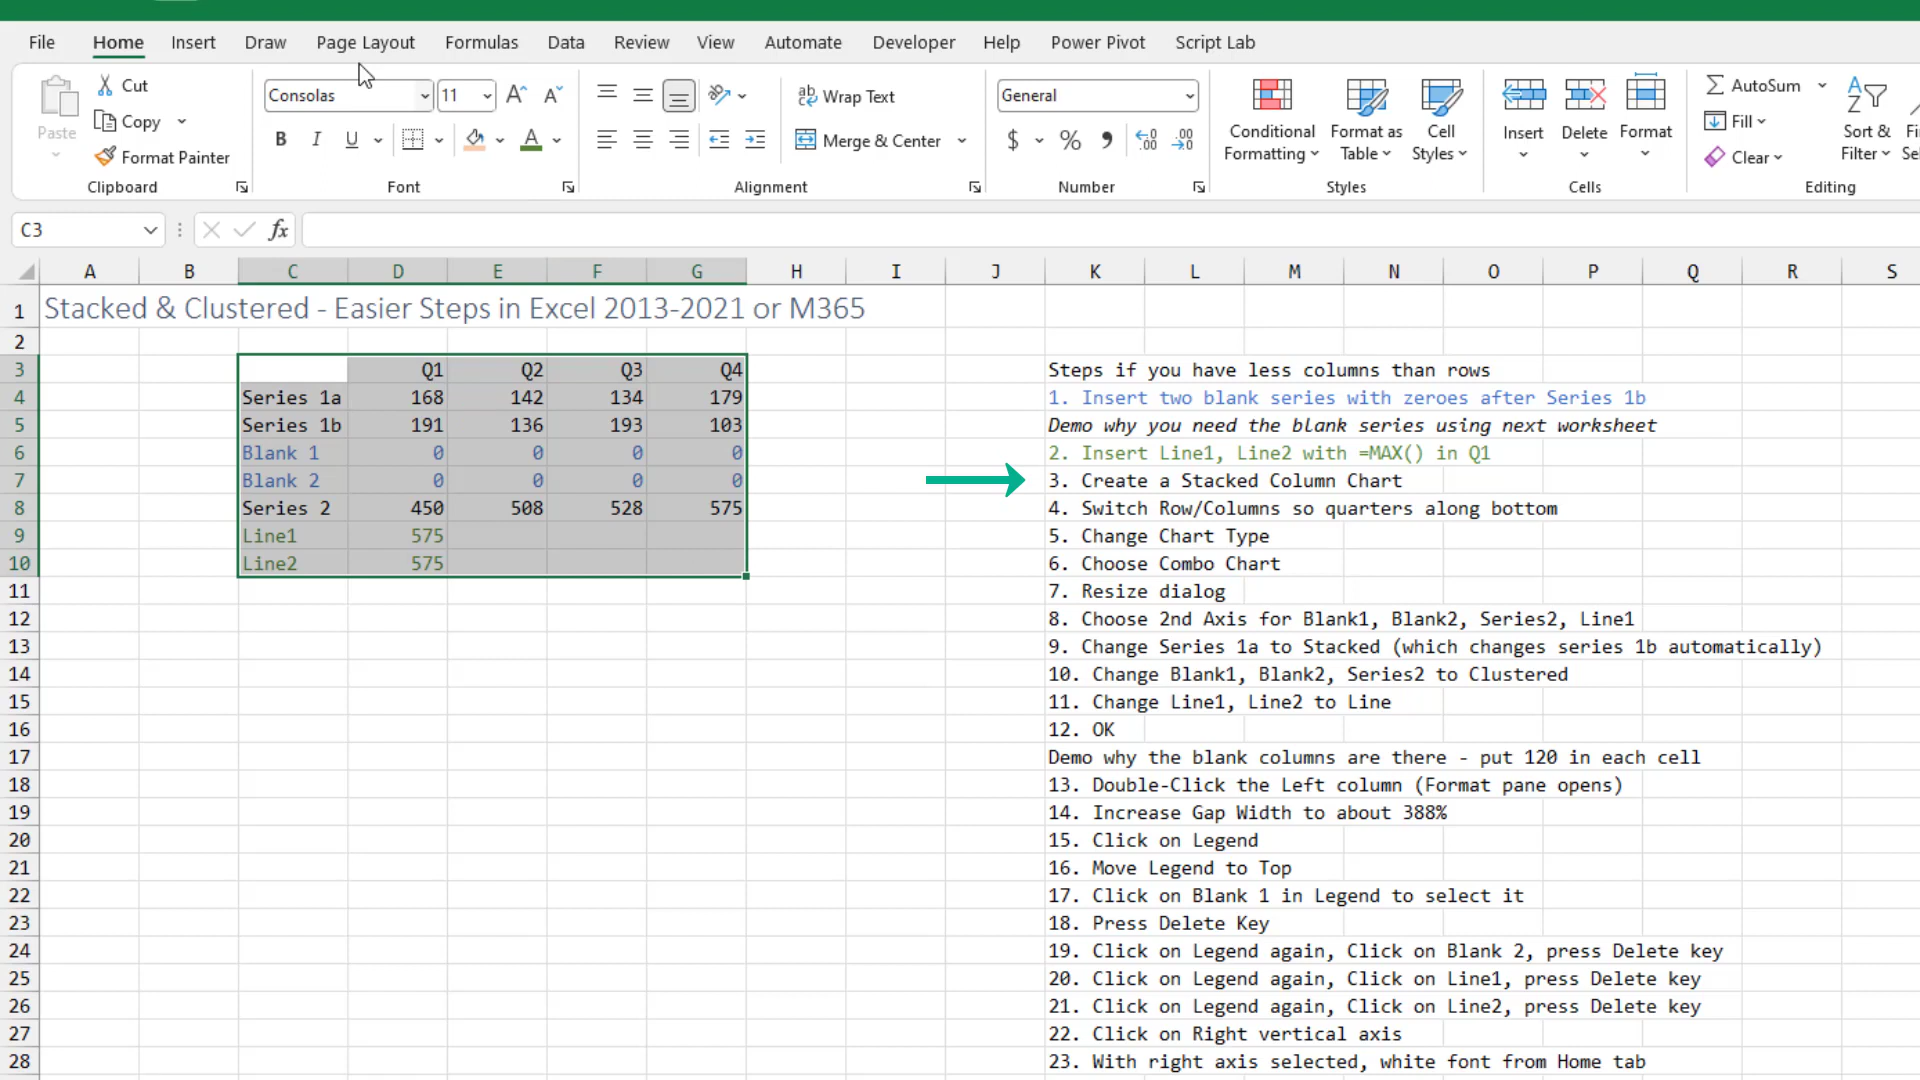 File Home Insert Draw Page Layout Formulas Data Review View Automate Developer Help Power Pivot Script Lab
Paste
Cut
Copy
Format Painter
Clipboard
Consolas 11
B I U
Font
Wrap Text
Merge & Center
Alignment
General
$ % 9
Number
Conditional Formatting
Format as Table
Cell Styles
Styles
Insert Delete Format
Cells
AutoSum
Fill
Clear
Sort & Filter
Editing
C3 fx
A B C D E F G H I J K L M N O P Q R S
1 Stacked & Clustered - Easier Steps in Excel 2013-2021 or M365
2
3 Q1 Q2 Q3 Q4 Steps if you have less columns than rows
4 Series 1a 168 142 134 179 1. Insert two blank series with zeroes after Series 1b
5 Series 1b 191 136 193 103 Demo why you need the blank series using next worksheet
6 Blank 1 0 0 0 0 2. Insert Line1, Line2 with =MAX() in Q1
7 Blank 2 0 0 0 0 3. Create a Stacked Column Chart
8 Series 2 450 508 528 575 4. Switch Row/Columns so quarters along bottom
9 Line1 575 5. Change Chart Type
10 Line2 575 6. Choose Combo Chart
11 7. Resize dialog
12 8. Choose 2nd Axis for Blank1, Blank2, Series2, Line1
13 9. Change Series 1a to Stacked (which changes series 1b automatically)
14 10. Change Blank1, Blank2, Series2 to Clustered
15 11. Change Line1, Line2 to Line
16 12. OK
17 Demo why the blank columns are there - put 120 in each cell
18 13. Double-Click the Left column (Format pane opens)
19 14. Increase Gap Width to about 388%
20 15. Click on Legend
21 16. Move Legend to Top
22 17. Click on Blank 1 in Legend to select it
23 18. Press Delete Key
24 19. Click on Legend again, Click on Blank 2, press Delete key
25 20. Click on Legend again, Click on Line1, press Delete key
26 21. Click on Legend again, Click on Line2, press Delete key
27 22. Click on Right vertical axis
28 23. With right axis selected, white font from Home tab